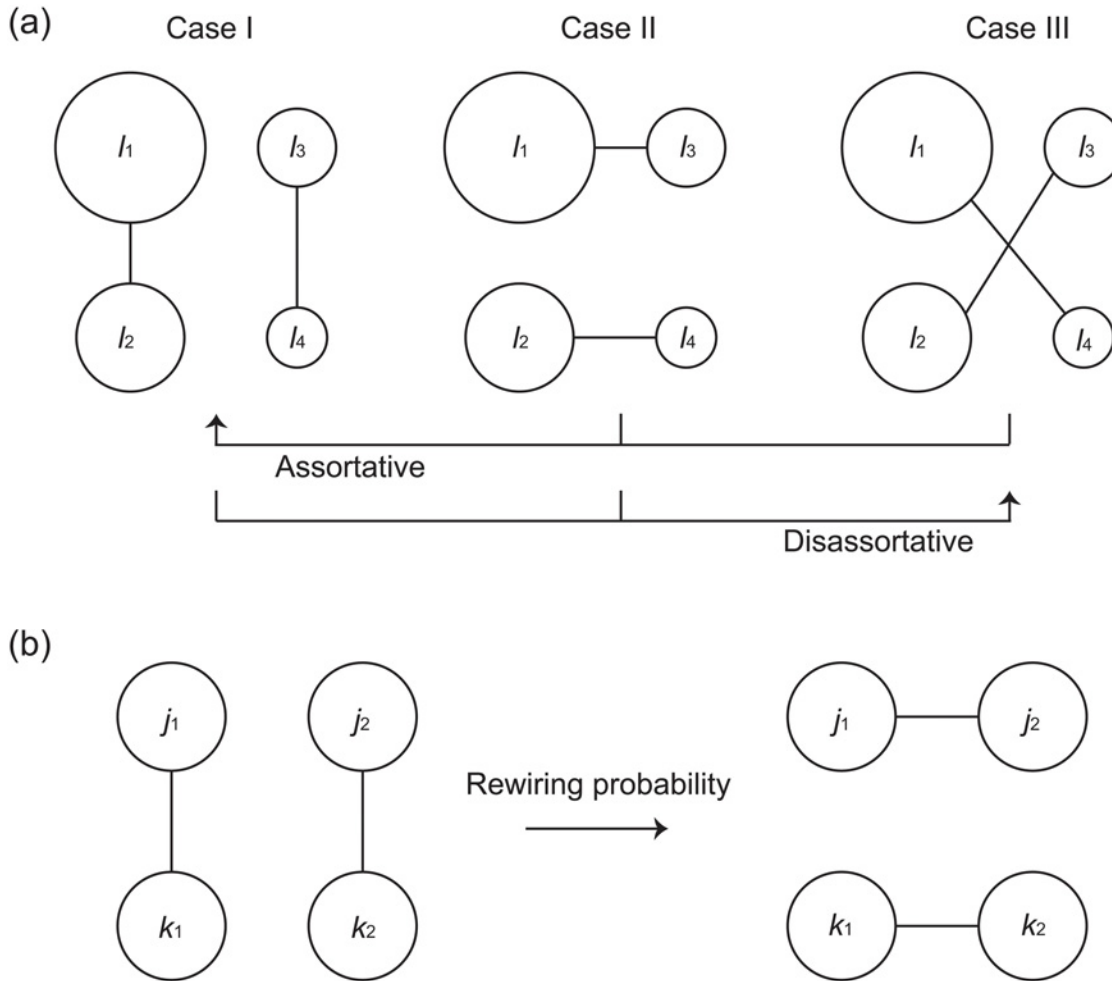 (a)
Case I Case II Case III
l1 l3 l1 l3 l1 l3
l2 l4 l2 l4 l2 l4
Assortative
Disassortative
(b)
j1 j2 j1 j2
Rewiring probability
k1 k2 k1 k2